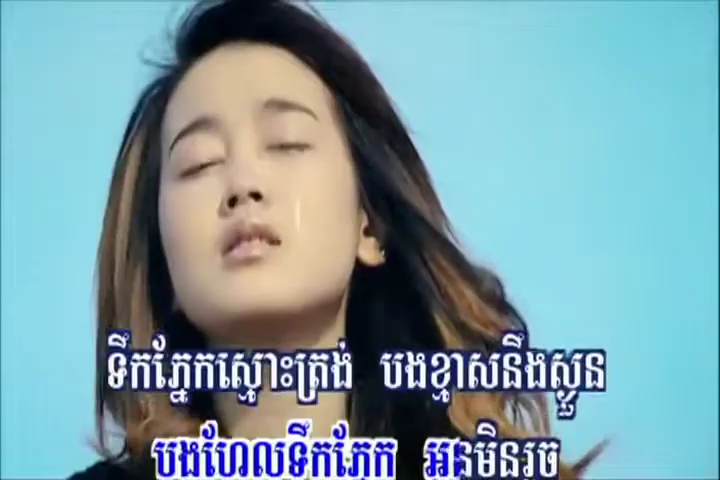 ទឹកភ្នែកស្មោះត្រង់ បងខ្មាសនឹងស្ងួន
បងហែលទឹកភ្នែក អូនមិនរួច